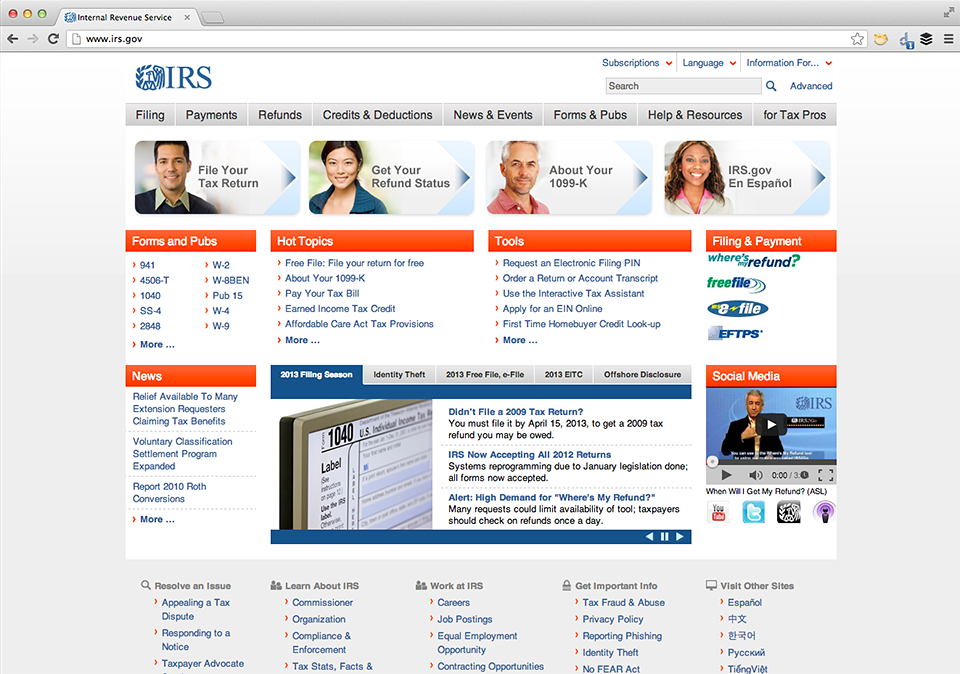 Internal Revenue Service
www.irs.gov
Subscriptions Language Information For...
IRS
Search Advanced
Filing Payments Refunds Credits & Deductions News & Events Forms & Pubs Help & Resources for Tax Pros
File Your
Tax Return
Get Your
Refund Status
About Your
1099-K
IRS.gov
En Español
Forms and Pubs
941
4506-T
1040
SS-4
2848
W-2
W-8BEN
Pub 15
W-4
W-9
More ...
Hot Topics
Free File: File your return for free
About Your 1099-K
Pay Your Tax Bill
Earned Income Tax Credit
Affordable Care Act Tax Provisions
More ...
Tools
Request an Electronic Filing PIN
Order a Return or Account Transcript
Use the Interactive Tax Assistant
Apply for an EIN Online
First Time Homebuyer Credit Look-up
More ...
Filing & Payment
where's my refund?
freefile
e-file
EFTPS
News
Relief Available To Many
Extension Requesters
Claiming Tax Benefits
Voluntary Classification
Settlement Program
Expanded
Report 2010 Roth
Conversions
More ...
2013 Filing Season Identity Theft 2013 Free File, e-File 2013 EITC Offshore Disclosure
1040
U.S. Individual Income Tax
Label
(See
instructions
on page 12.)
Use the IRS
label.
Otherwise,
LABEL
Didn't File a 2009 Tax Return?
You must file it by April 15, 2013, to get a 2009 tax
refund you may be owed.
IRS Now Accepting All 2012 Returns
Systems reprogramming due to January legislation done;
all forms now accepted.
Alert: High Demand for "Where's My Refund?"
Many requests could limit availability of tool; taxpayers
should check on refunds once a day.
Social Media
IRS
0:00
When Will I Get My Refund? (ASL)
You Tube
Resolve an Issue
Appealing a Tax
Dispute
Responding to a
Notice
Taxpayer Advocate
Learn About IRS
Commissioner
Organization
Compliance &
Enforcement
Tax Stats, Facts &
Work at IRS
Careers
Job Postings
Equal Employment
Opportunity
Contracting Opportunities
Get Important Info
Tax Fraud & Abuse
Privacy Policy
Reporting Phishing
Identity Theft
No FEAR Act
Visit Other Sites
Español
中文
한국어
Русский
TiếngViệt